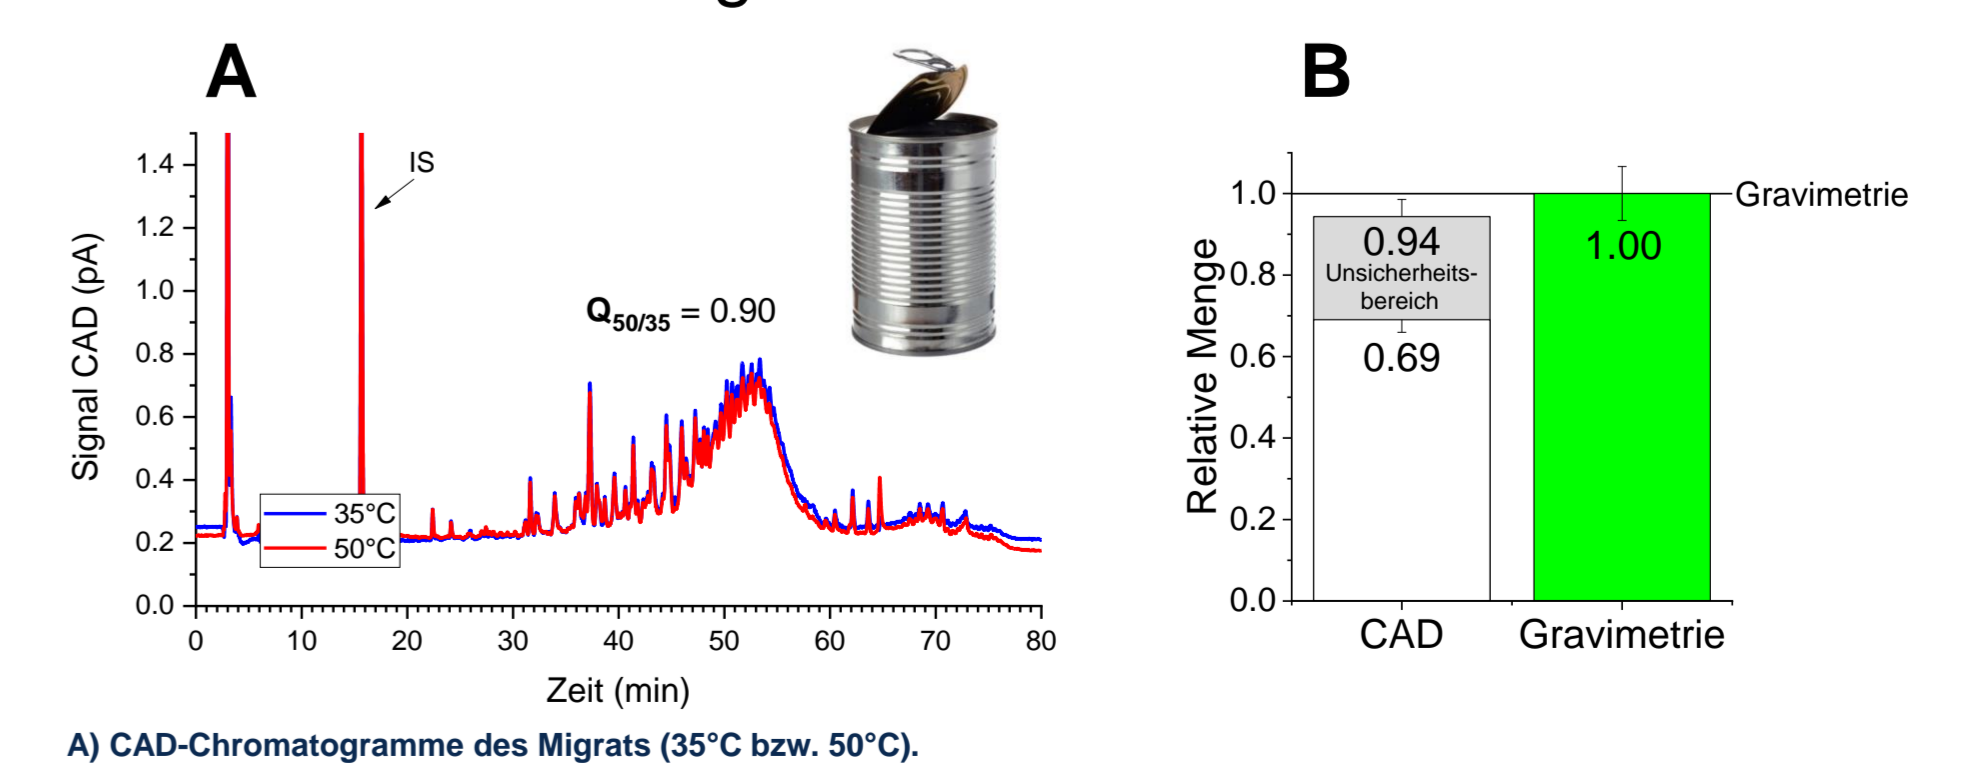 A
B
1.4
1.2
1.0
0.8
0.6
0.4
0.2
0.0
Signal CAD (pA)
IS
Q50/35 = 0.90
35°C
50°C
0
10
20
30
40
50
60
70
80
Zeit (min)
1.0
0.8
0.6
0.4
0.2
0.0
Relative Menge
Gravimetrie
0.94
Unsicherheits-
bereich
0.69
1.00
CAD
Gravimetrie
A) CAD-Chromatogramme des Migrats (35°C bzw. 50°C).